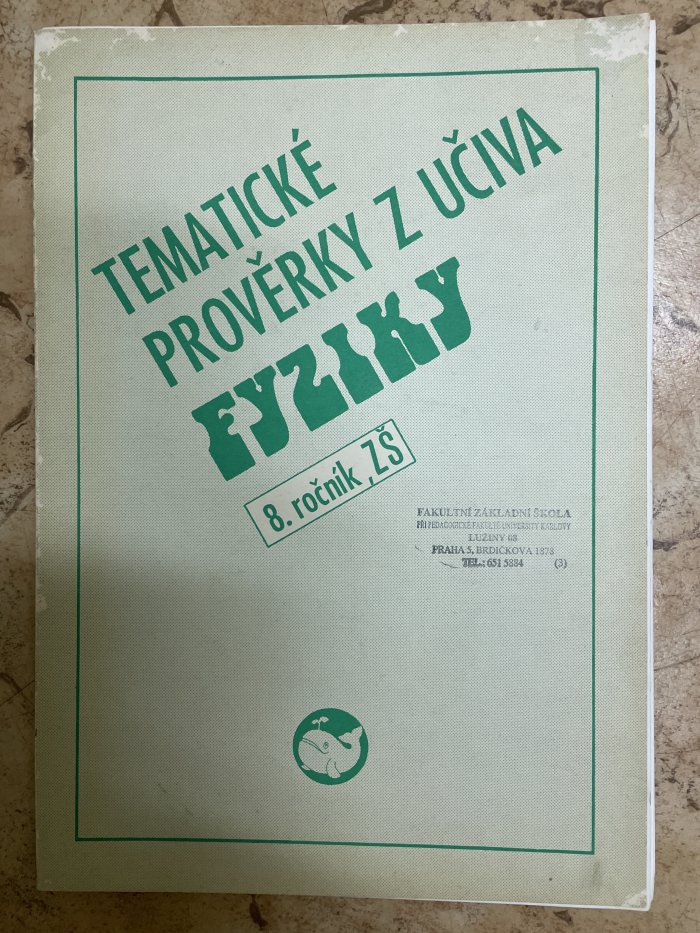 TEMATICKÉ
PROVĚRKY Z UČIVA
FYZIKY
8. ročník, ZŠ
FAKULTNÍ ZÁKLADNÍ ŠKOLA
PŘI PEDAGOGICKÉ FAKULTĚ UNIVERSITY KARLOVY
LUŽINY 08
PRAHA 5, BRDIČKOVA 1878
TEL.: 651 5884 (3)